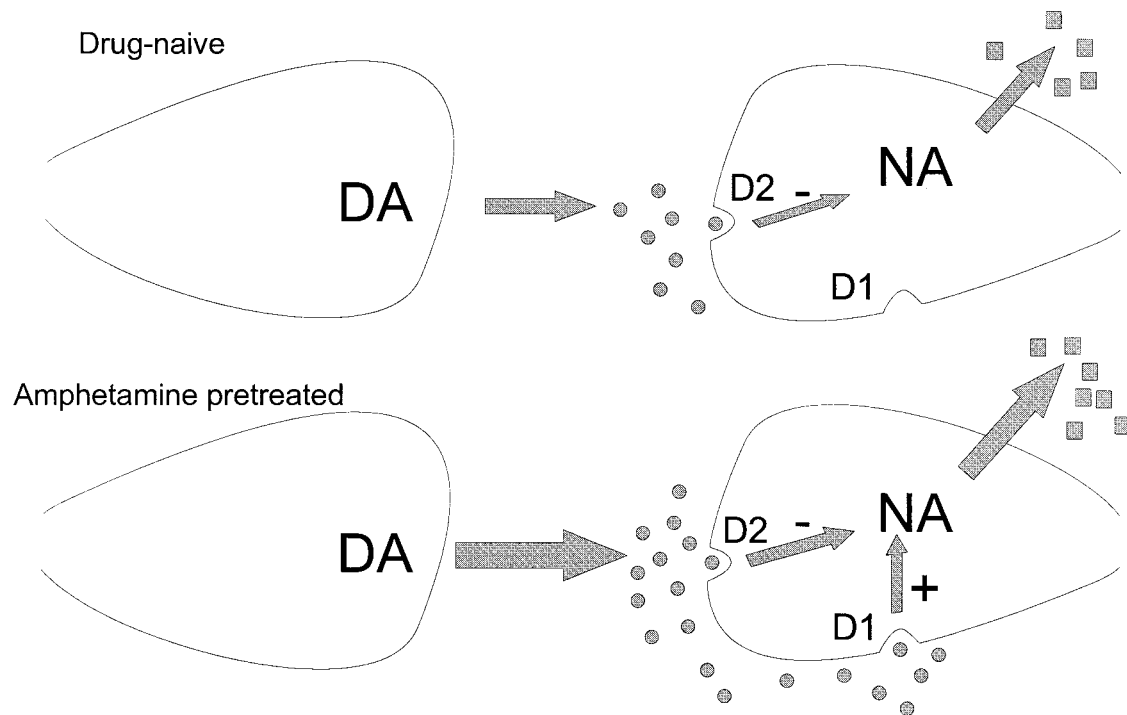 Drug-naive
DA
D2 -
NA
D1
Amphetamine pretreated
DA
D2 -
NA
+
D1